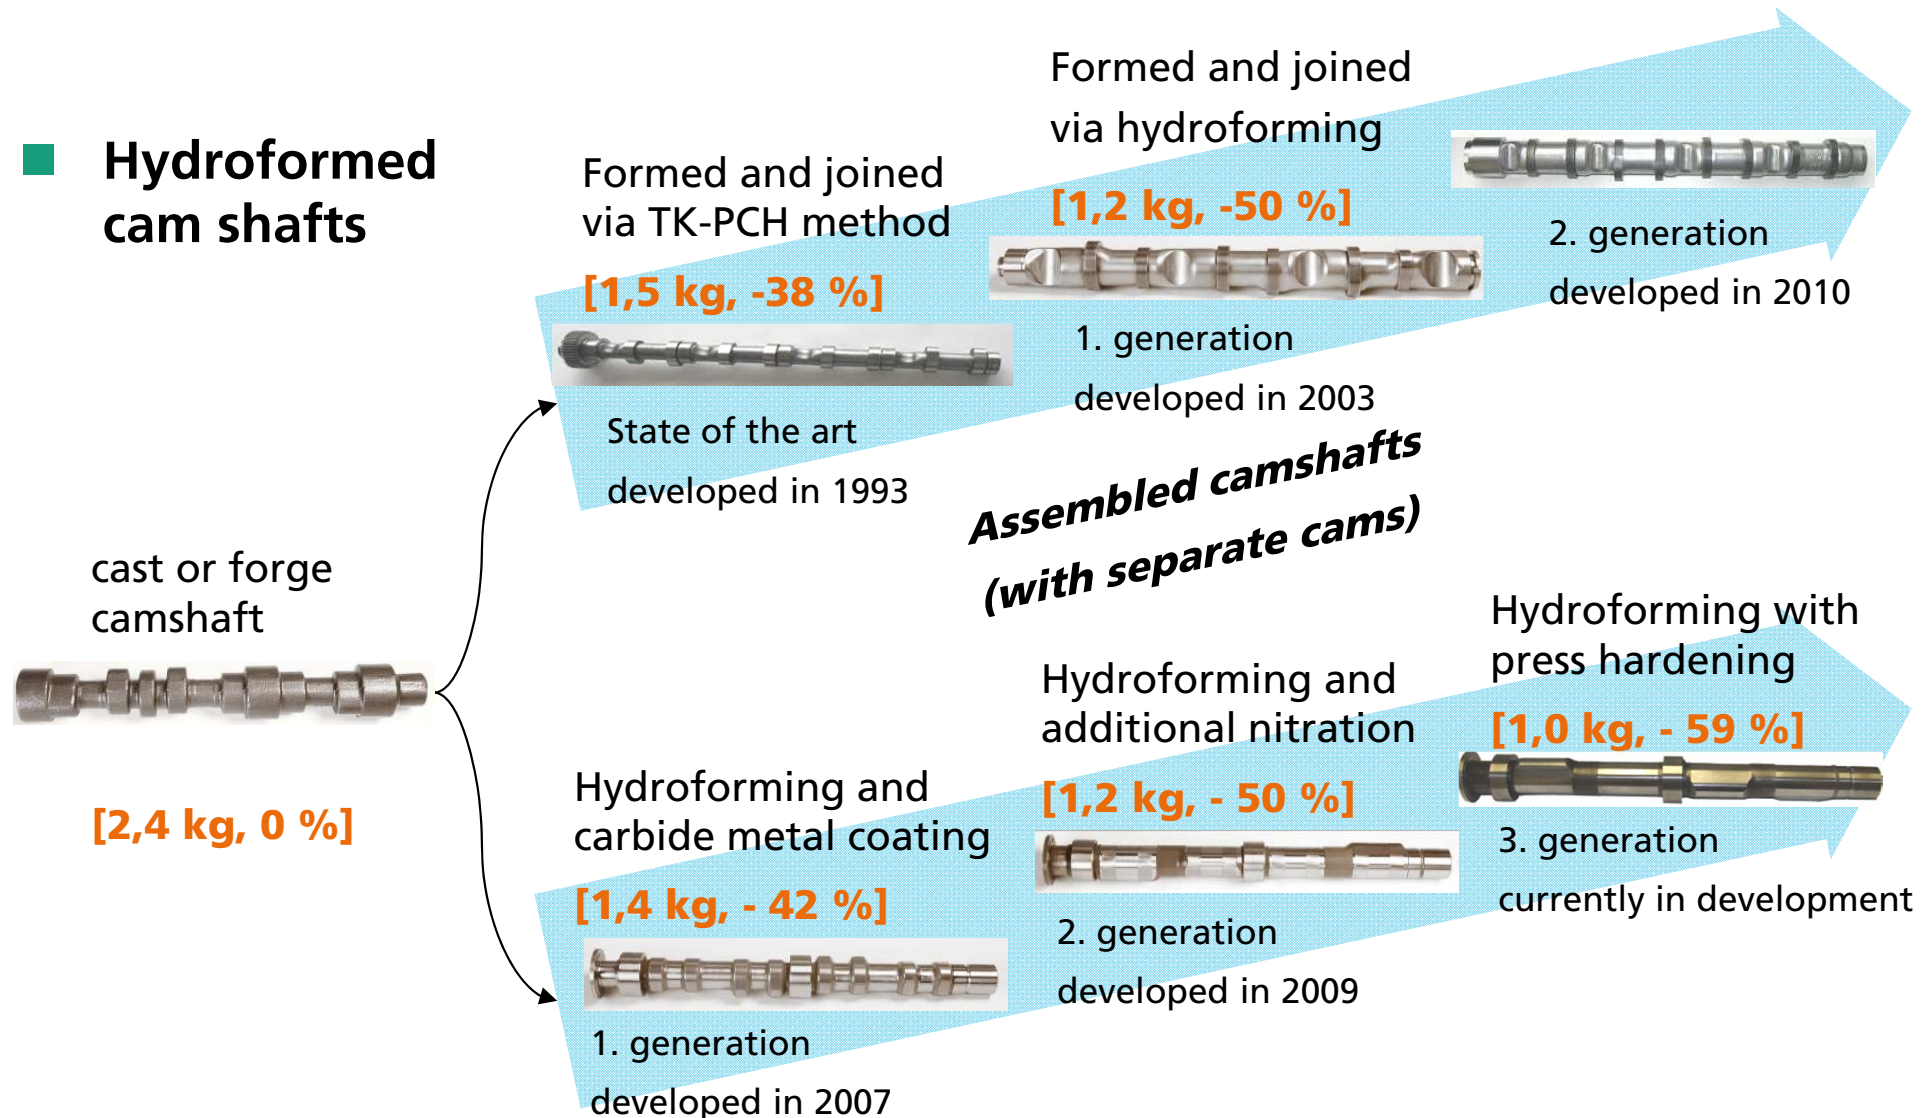 Hydroformed
cam shafts
Formed and joined
via TK-PCH method
[1,5 kg, -38 %]
State of the art
developed in 1993
Formed and joined
via hydroforming
[1,2 kg, -50 %]
1. generation
developed in 2003
2. generation
developed in 2010
Assembled camshafts
(with separate cams)
cast or forge
camshaft
[2,4 kg, 0 %]
Hydroforming and
carbide metal coating
[1,4 kg, - 42 %]
1. generation
developed in 2007
Hydroforming and
additional nitration
[1,2 kg, - 50 %]
2. generation
developed in 2009
Hydroforming with
press hardening
[1,0 kg, - 59 %]
3. generation
currently in development